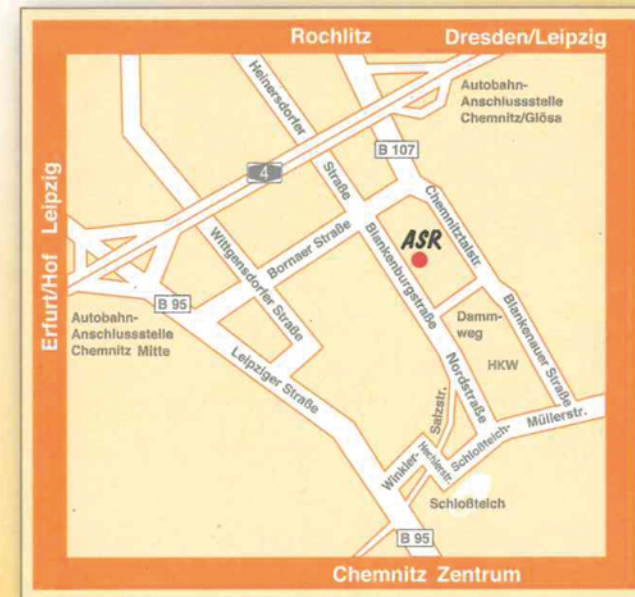 Rochlitz
Dresden/Leipzig
Erfurt/Hof Leipzig
Heinersdorfer
Straße
Autobahn-
Anschlussstelle
Chemnitz/Glösa
B 107
4
Wittgensdorfer Straße
Bornaer Straße
Chemnitztalstr.
ASR
Blankenburgstraße
B 95
Autobahn-
Anschlussstelle
Chemnitz Mitte
Leipziger Straße
Damm-
weg
HKW
Blankenauer Straße
Nordstraße
Salzstr.
Müllerstr.
Schloßteich-
Winkler-
Hechlerstr.
Schloßteich
B 95
Chemnitz Zentrum